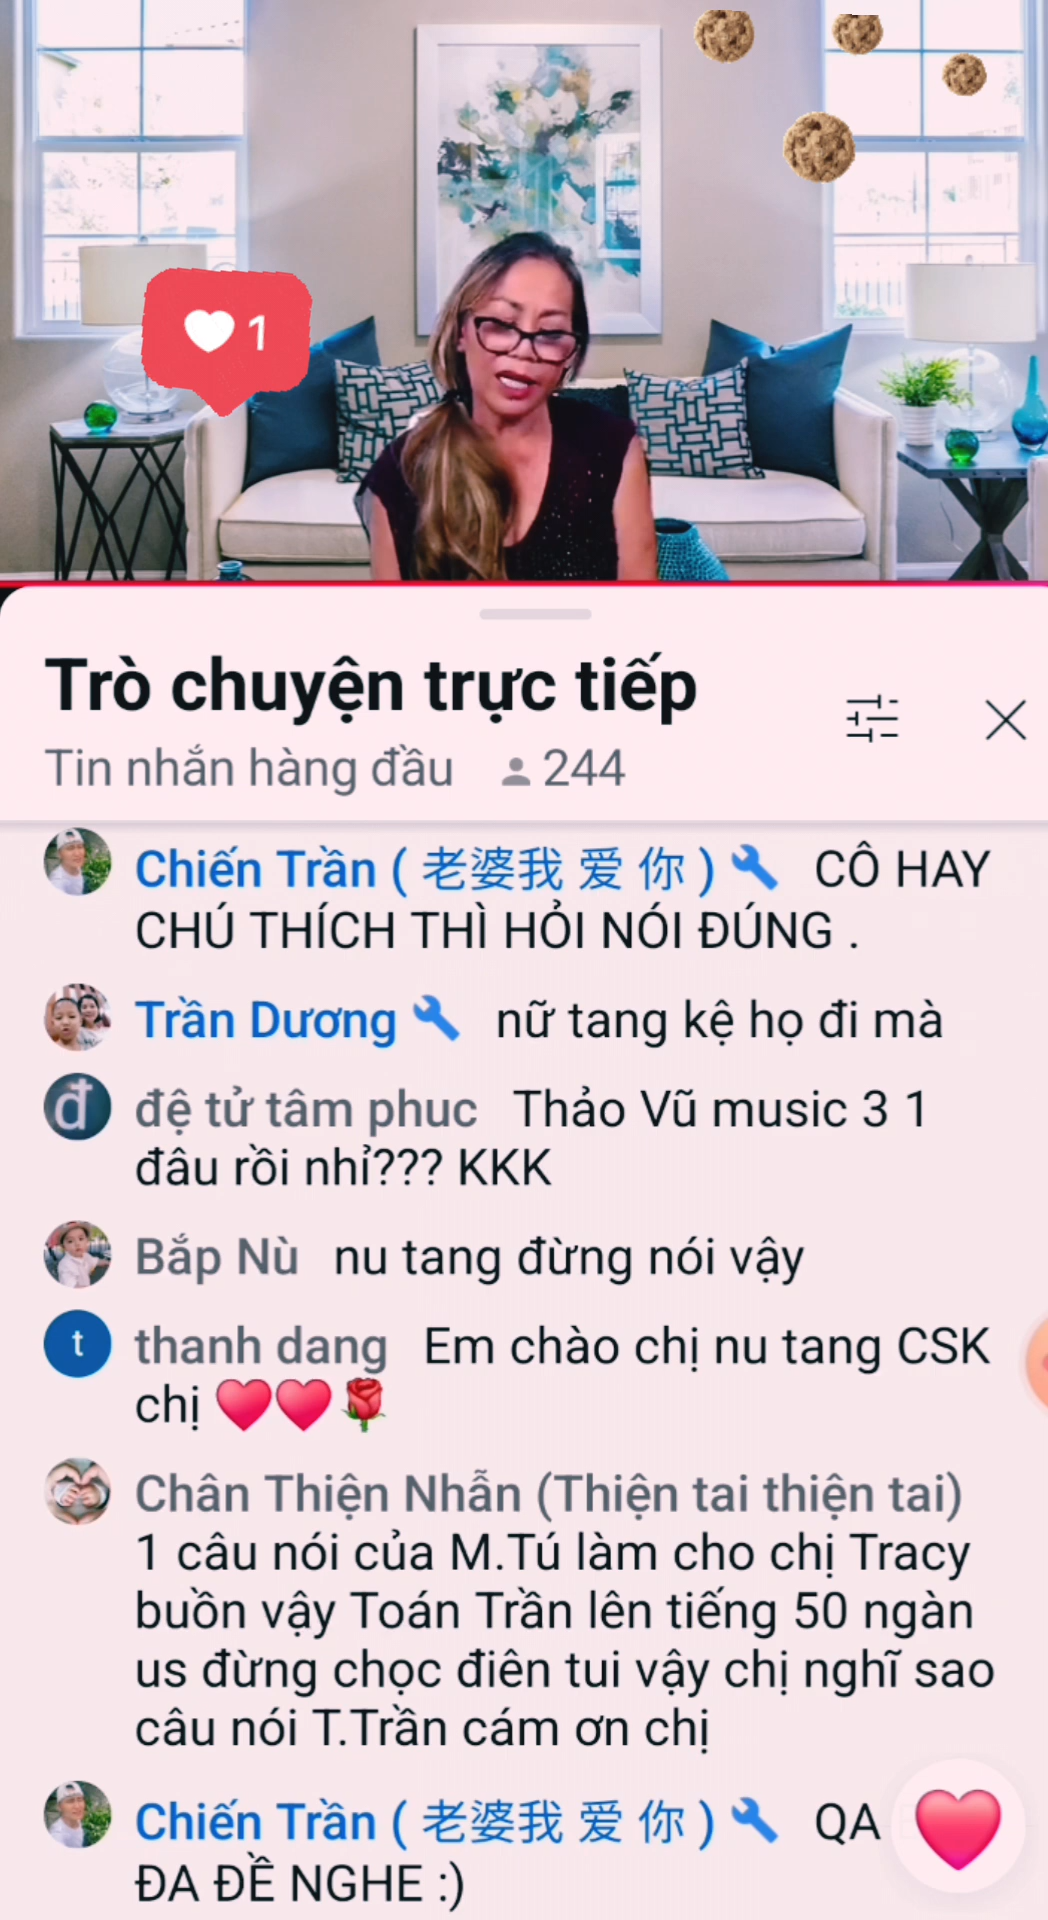 1
Trò chuyện trực tiếp
Tin nhắn hàng đầu 244
Chiến Trần ( 老婆我 爱 你 ) CÔ HAY
CHÚ THÍCH THÌ HỎI NÓI ĐÚNG .
Trần Dương nữ tang kệ họ đi mà
đ
đệ tử tâm phuc Thảo Vũ music 3 1
đâu rồi nhỉ??? KKK
Bắp Nù nu tang đừng nói vậy
t
thanh dang Em chào chị nu tang CSK
chị ❤️❤️🌹
Chân Thiện Nhẫn (Thiện tai thiện tai)
1 câu nói của M.Tú làm cho chị Tracy
buồn vậy Toán Trần lên tiếng 50 ngàn
us đừng chọc điên tui vậy chị nghĩ sao
câu nói T.Trần cám ơn chị
Chiến Trần ( 老婆我 爱 你 ) QA
ĐA ĐỀ NGHE :)